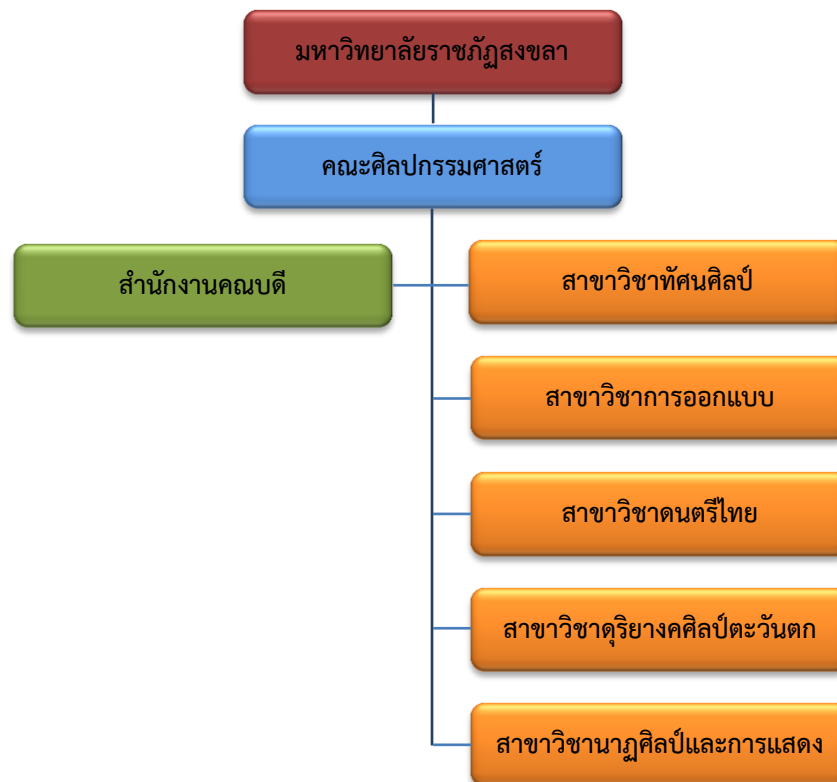 มหาวิทยาลัยราชภัฏสงขลา
คณะศิลปกรรมศาสตร์
สำนักงานคณบดี
สาขาวิชาทัศนศิลป์
สาขาวิชาการออกแบบ
สาขาวิชาดนตรีไทย
สาขาวิชาดุริยางคศิลป์ตะวันตก
สาขาวิชานาฏศิลป์และการแสดง